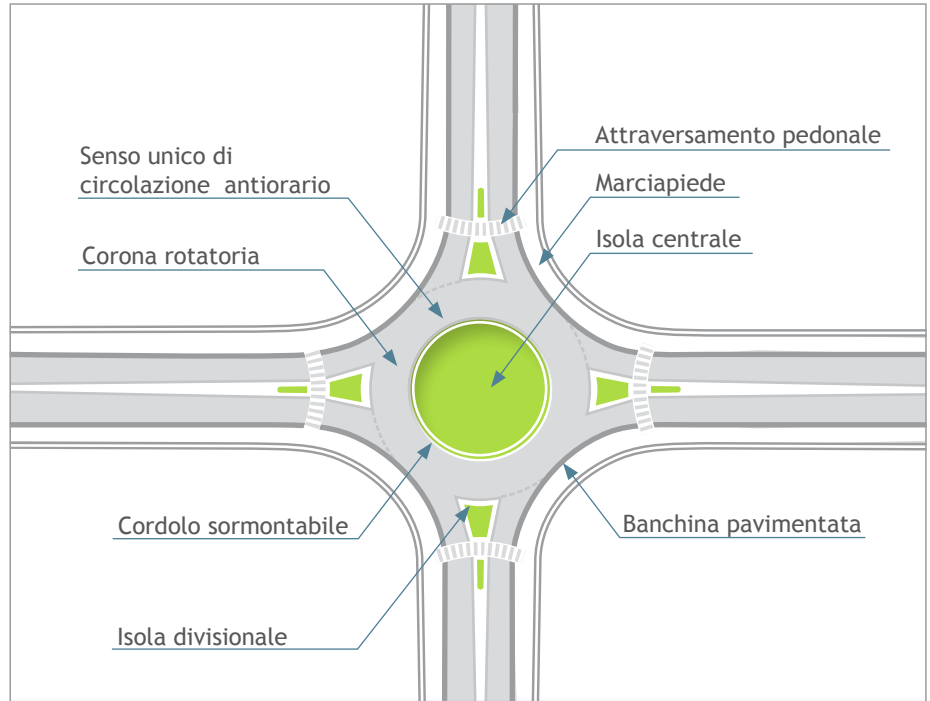 Attraversamento pedonale
Senso unico di
circolazione antiorario
Marciapiede
Corona rotatoria
Isola centrale
Cordolo sormontabile
Banchina pavimentata
Isola divisionale